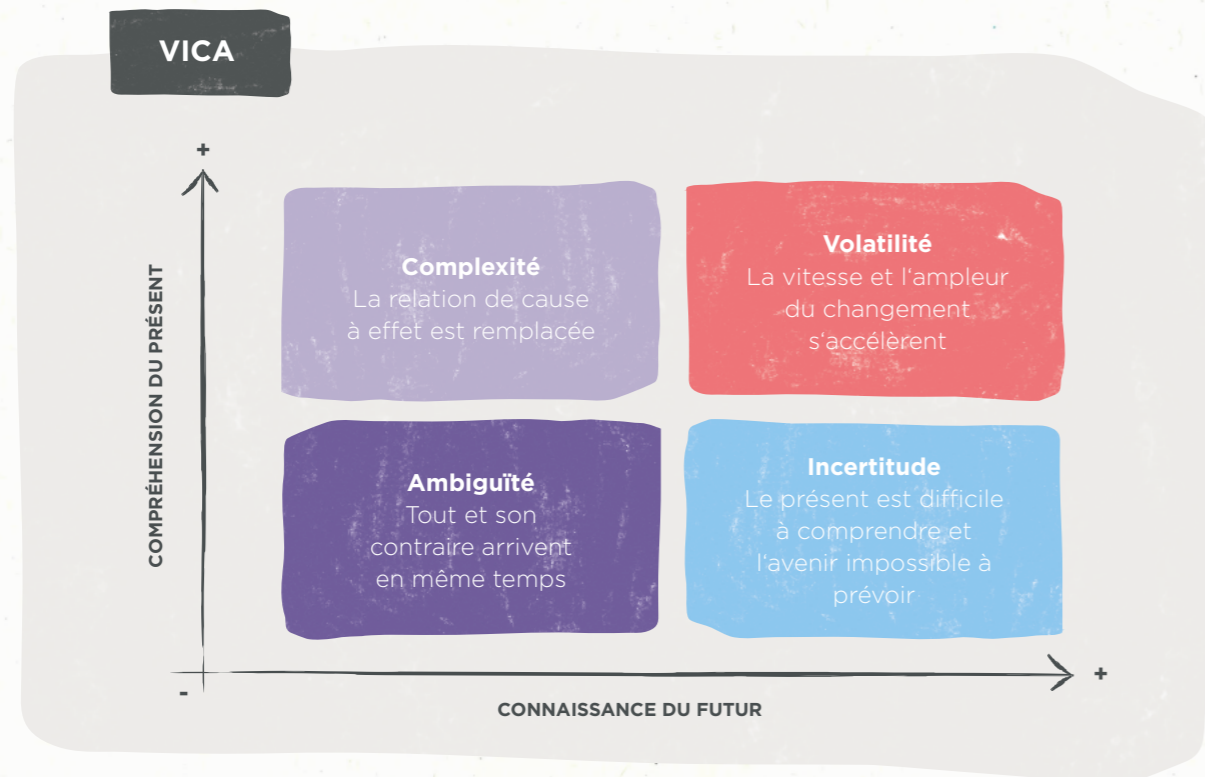 VICA
+
COMPRÉHENSION DU PRÉSENT
Complexité
La relation de cause
à effet est remplacée
Volatilité
La vitesse et l‘ampleur
du changement
s‘accélèrent
Ambiguïté
Tout et son
contraire arrivent
en même temps
Incertitude
Le présent est difficile
à comprendre et
l‘avenir impossible à
prévoir
-
+
CONNAISSANCE DU FUTUR